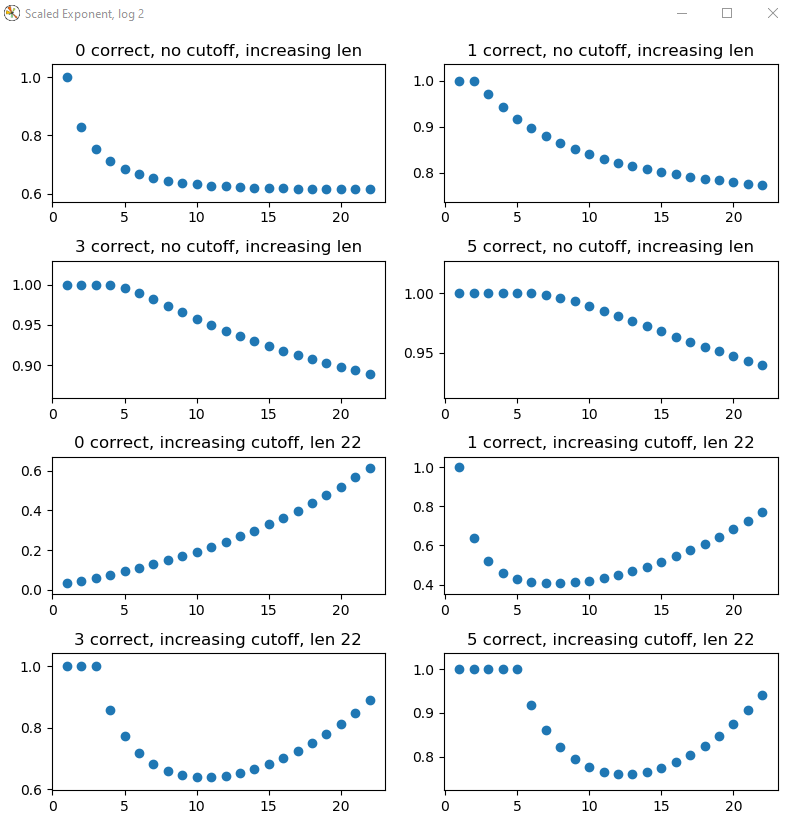 Scaled Exponent, log 2
0 correct, no cutoff, increasing len
1.0
0.8
0.6
0 5 10 15 20
1 correct, no cutoff, increasing len
1.0
0.9
0.8
0 5 10 15 20
3 correct, no cutoff, increasing len
1.00
0.95
0.90
0 5 10 15 20
5 correct, no cutoff, increasing len
1.00
0.95
0 5 10 15 20
0 correct, increasing cutoff, len 22
0.6
0.4
0.2
0.0
0 5 10 15 20
1 correct, increasing cutoff, len 22
1.0
0.8
0.6
0.4
0 5 10 15 20
3 correct, increasing cutoff, len 22
1.0
0.8
0.6
0 5 10 15 20
5 correct, increasing cutoff, len 22
1.0
0.9
0.8
0 5 10 15 20